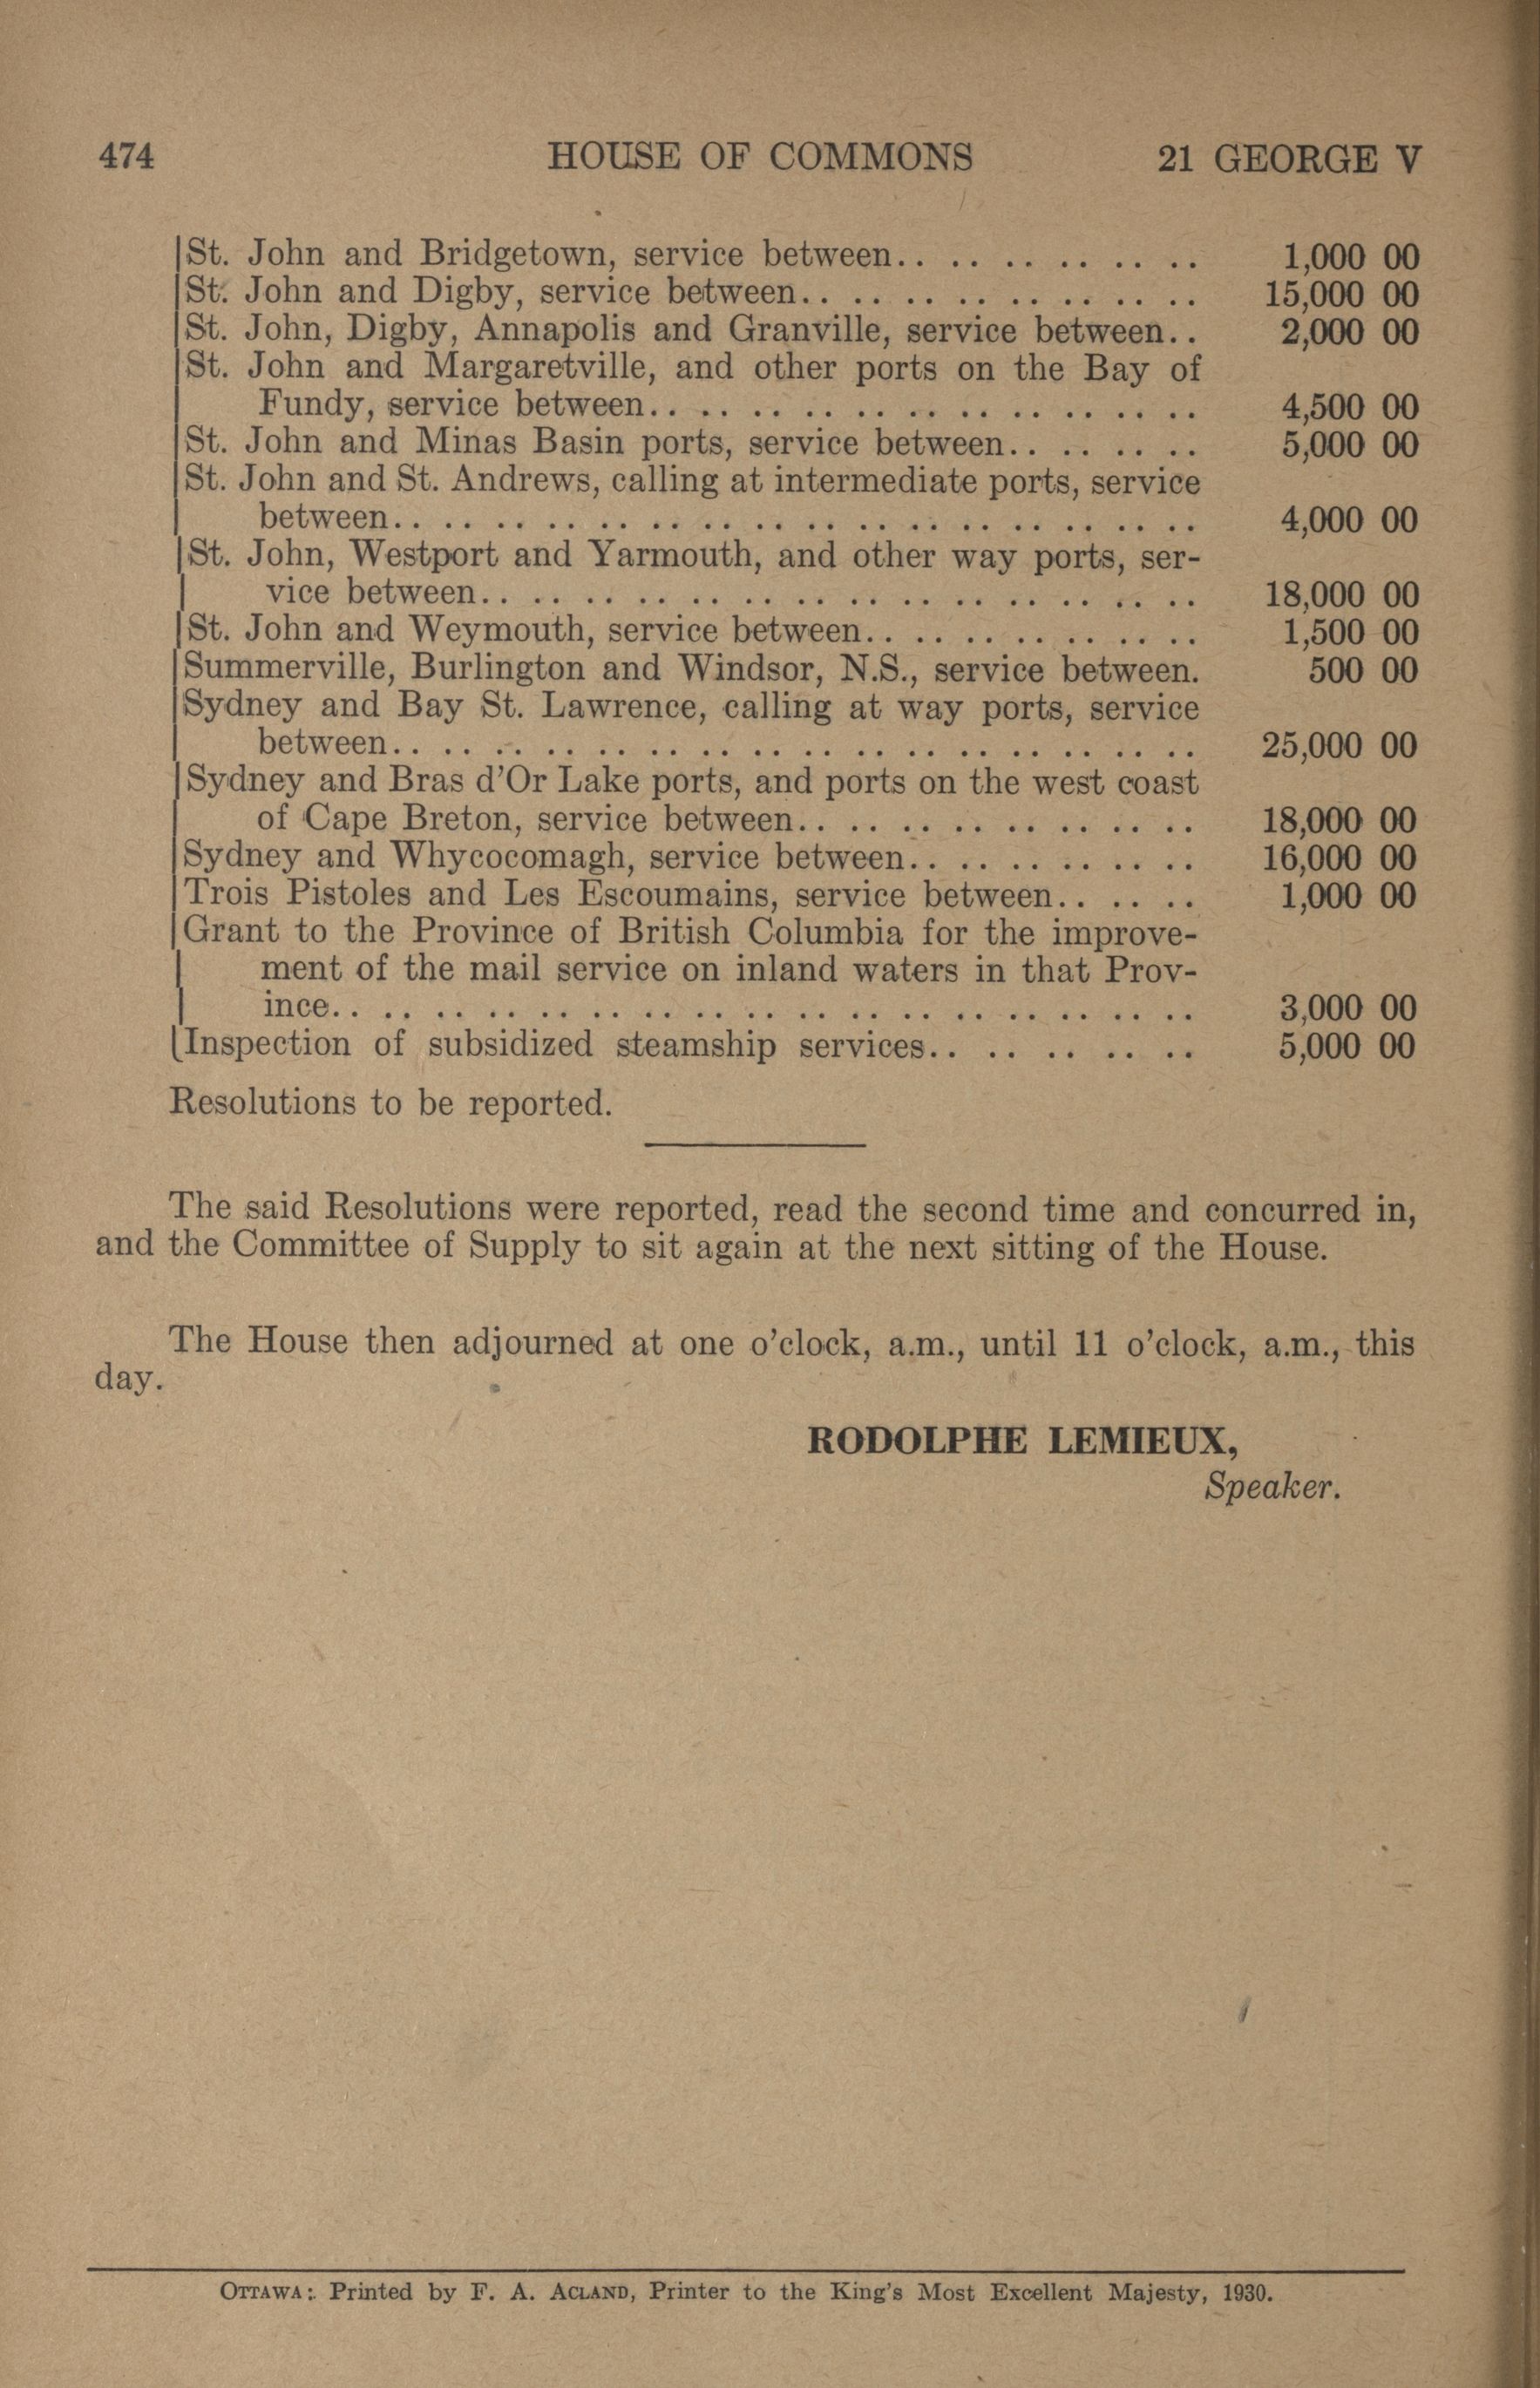 474 HOUSE OF COMMONS 21 GEORGE V
St. John and Bridgetown, service between.. .. .. .. .. .. 1,000 00
St. John and Digby, service between.. .. .. .. .. .. .. .. 15,000 00
St. John, Digby, Annapolis and Granville, service between.. 2,000 00
St. John and Margaretville, and other ports on the Bay of
Fundy, service between.. .. .. .. .. .. .. .. .. .. .. 4,500 00
St. John and Minas Basin ports, service between.. .. .. .. 5,000 00
St. John and St. Andrews, calling at intermediate ports, service
between.. .. .. .. .. .. .. .. .. .. .. .. .. .. .. .. 4,000 00
St. John, Westport and Yarmouth, and other way ports, ser-
vice between.. .. .. .. .. .. .. .. .. .. .. .. .. .. 18,000 00
St. John and Weymouth, service between.. .. .. .. .. .. .. 1,500 00
Summerville, Burlington and Windsor, N.S., service between. 500 00
Sydney and Bay St. Lawrence, calling at way ports, service
between.. .. .. .. .. .. .. .. .. .. .. .. .. .. .. .. 25,000 00
Sydney and Bras d'Or Lake ports, and ports on the west coast
of Cape Breton, service between.. .. .. .. .. .. .. .. 18,000 00
Sydney and Whycocomagh, service between.. .. .. .. .. .. 16,000 00
Trois Pistoles and Les Escoumains, service between.. .. .. 1,000 00
Grant to the Province of British Columbia for the improve-
ment of the mail service on inland waters in that Prov-
ince.. .. .. .. .. .. .. .. .. .. .. .. .. .. .. .. .. 3,000 00
Inspection of subsidized steamship services.. .. .. .. .. 5,000 00
Resolutions to be reported.
The said Resolutions were reported, read the second time and concurred in,
and the Committee of Supply to sit again at the next sitting of the House.
The House then adjourned at one o'clock, a.m., until 11 o'clock, a.m., this
day.
RODOLPHE LEMIEUX,
Speaker.
OTTAWA: Printed by F. A. ACLAND, Printer to the King's Most Excellent Majesty, 1930.